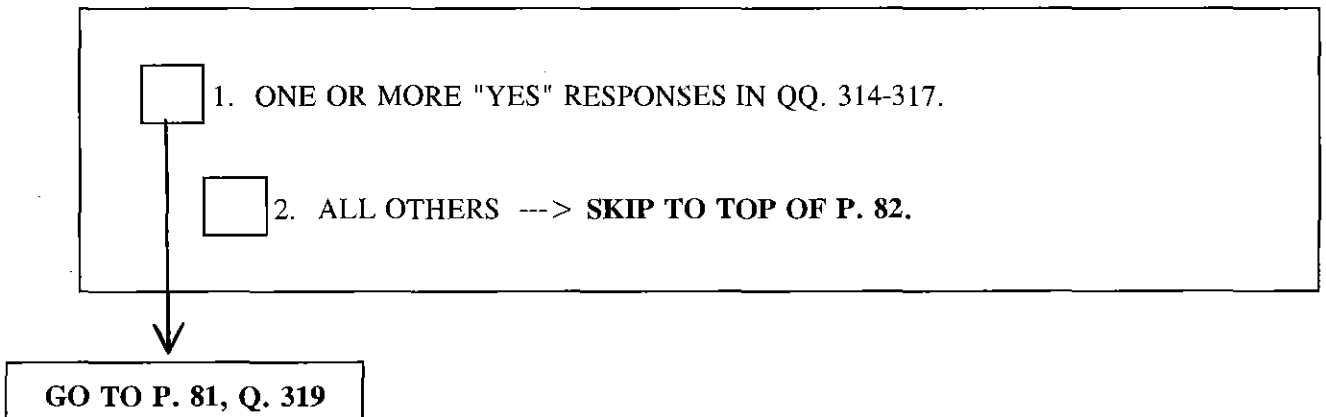 1. ONE OR MORE "YES" RESPONSES IN QQ. 314-317.
2. ALL OTHERS ---> SKIP TO TOP OF P. 82.
GO TO P. 81, Q. 319